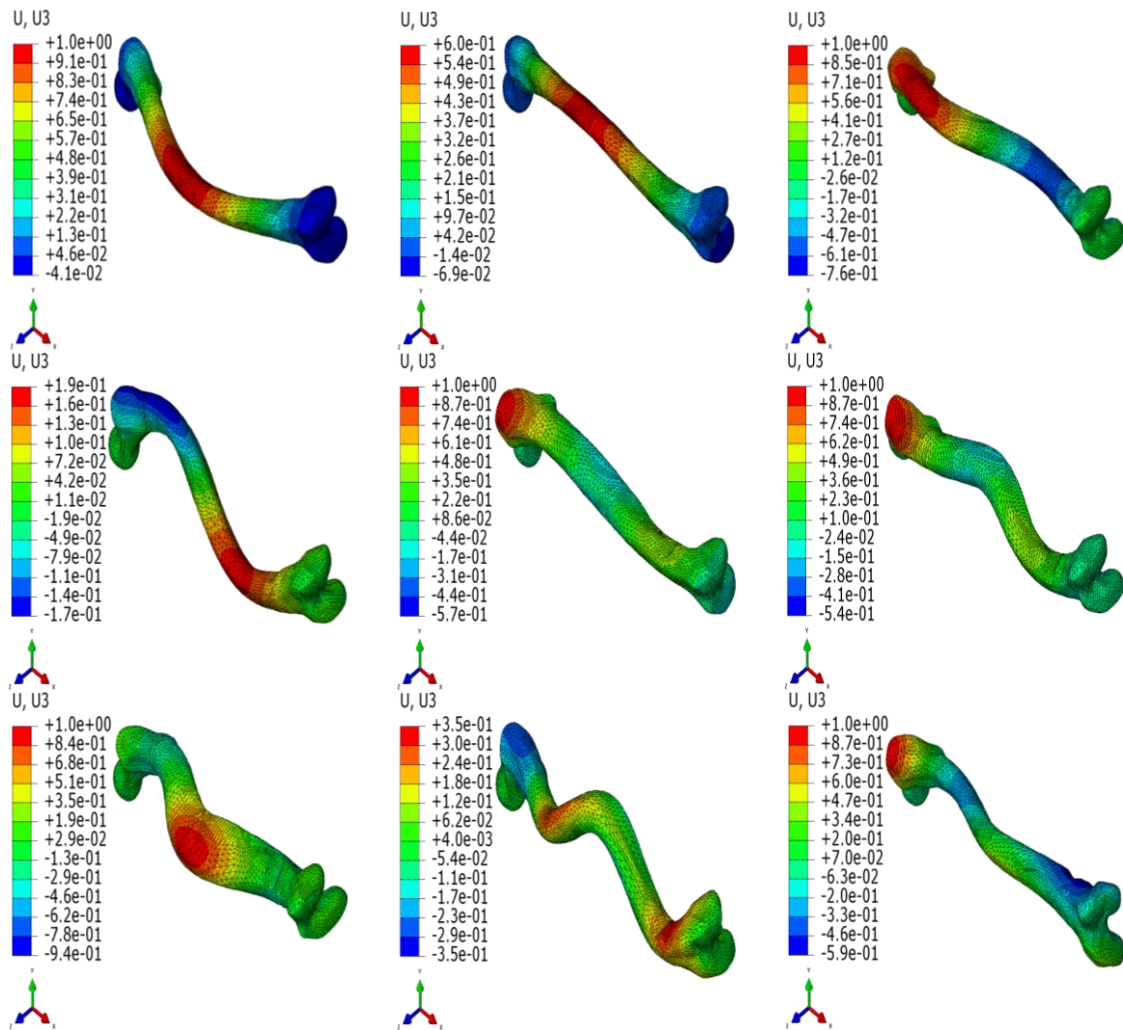 U, U3
+1.0e+00
+9.1e-01
+8.3e-01
+7.4e-01
+6.5e-01
+5.7e-01
+4.8e-01
+3.9e-01
+3.1e-01
+2.2e-01
+1.3e-01
+4.6e-02
-4.1e-02
Y
Z X
U, U3
+6.0e-01
+5.4e-01
+4.9e-01
+4.3e-01
+3.7e-01
+3.2e-01
+2.6e-01
+2.1e-01
+1.5e-01
+9.7e-02
+4.2e-02
-1.4e-02
-6.9e-02
Y
Z X
U, U3
+1.0e+00
+8.5e-01
+7.1e-01
+5.6e-01
+4.1e-01
+2.7e-01
+1.2e-01
-2.6e-02
-1.7e-01
-3.2e-01
-4.7e-01
-6.1e-01
-7.6e-01
Y
Z X
U, U3
+1.9e-01
+1.6e-01
+1.3e-01
+1.0e-01
+7.2e-02
+4.2e-02
+1.1e-02
-1.9e-02
-4.9e-02
-7.9e-02
-1.1e-01
-1.4e-01
-1.7e-01
Y
Z X
U, U3
+1.0e+00
+8.7e-01
+7.4e-01
+6.1e-01
+4.8e-01
+3.5e-01
+2.2e-01
+8.6e-02
-4.4e-02
-1.7e-01
-3.1e-01
-4.4e-01
-5.7e-01
Y
Z X
U, U3
+1.0e+00
+8.7e-01
+7.4e-01
+6.2e-01
+4.9e-01
+3.6e-01
+2.3e-01
+1.0e-01
-2.4e-02
-1.5e-01
-2.8e-01
-4.1e-01
-5.4e-01
Y
Z X
U, U3
+1.0e+00
+8.4e-01
+6.8e-01
+5.1e-01
+3.5e-01
+1.9e-01
+2.9e-02
-1.3e-01
-2.9e-01
-4.6e-01
-6.2e-01
-7.8e-01
-9.4e-01
Y
Z X
U, U3
+3.5e-01
+3.0e-01
+2.4e-01
+1.8e-01
+1.2e-01
+6.2e-02
+4.0e-03
-5.4e-02
-1.1e-01
-1.7e-01
-2.3e-01
-2.9e-01
-3.5e-01
Y
Z X
U, U3
+1.0e+00
+8.7e-01
+7.3e-01
+6.0e-01
+4.7e-01
+3.4e-01
+2.0e-01
+7.0e-02
-6.3e-02
-2.0e-01
-3.3e-01
-4.6e-01
-5.9e-01
Y
Z X